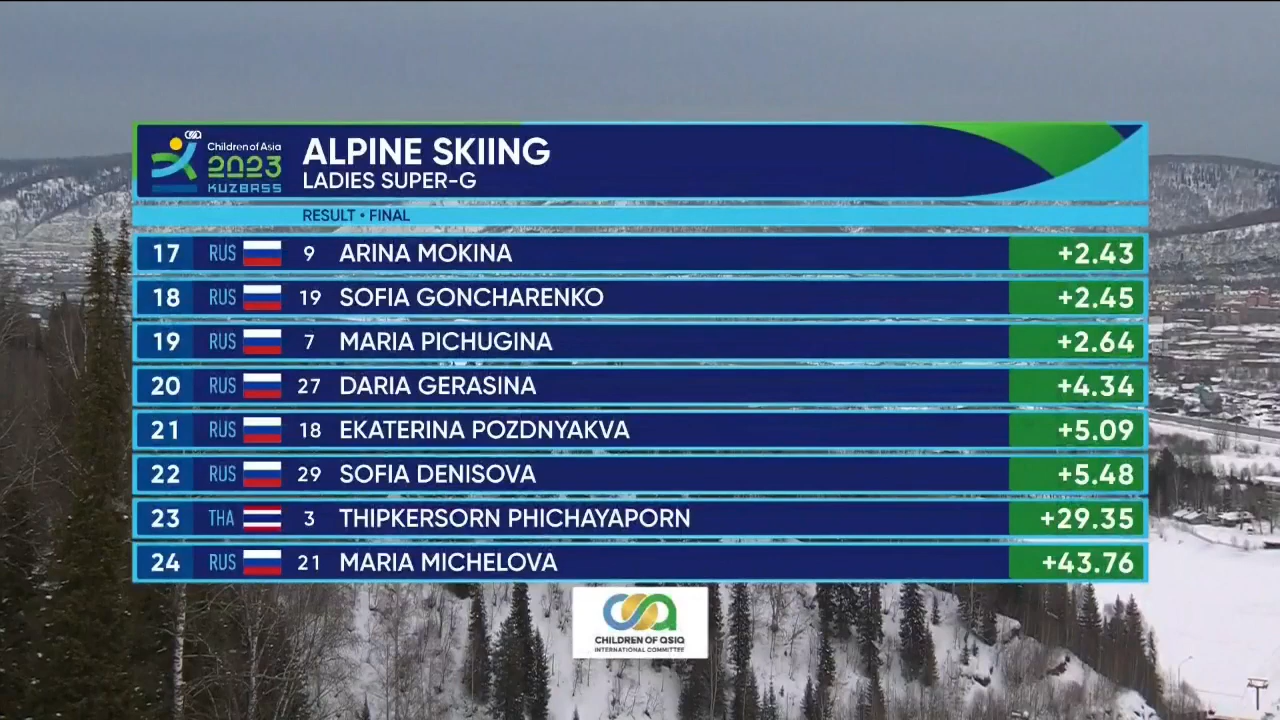 Children of Asia
2023
KUZBASS
ALPINE SKIING
LADIES SUPER-G
RESULT • FINAL
17 RUS 9 ARINA MOKINA +2.43
18 RUS 19 SOFIA GONCHARENKO +2.45
19 RUS 7 MARIA PICHUGINA +2.64
20 RUS 27 DARIA GERASINA +4.34
21 RUS 18 EKATERINA POZDNYAKVA +5.09
22 RUS 29 SOFIA DENISOVA +5.48
23 THA 3 THIPKERSORN PHICHAYAPORN +29.35
24 RUS 21 MARIA MICHELOVA +43.76
CHILDREN OF ASIA
INTERNATIONAL COMMITTEE